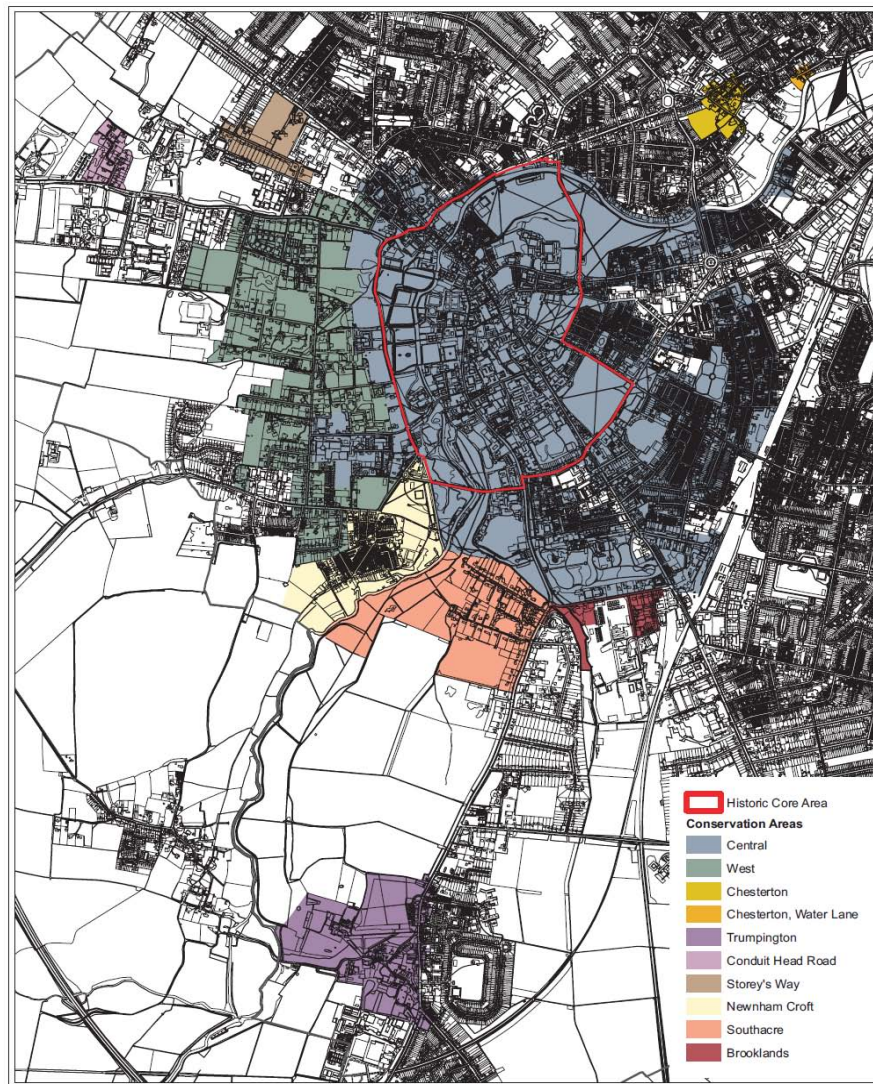 Historic Core Area
Conservation Areas
Central
West
Chesterton
Chesterton, Water Lane
Trumpington
Conduit Head Road
Storey's Way
Newnham Croft
Southacre
Brooklands